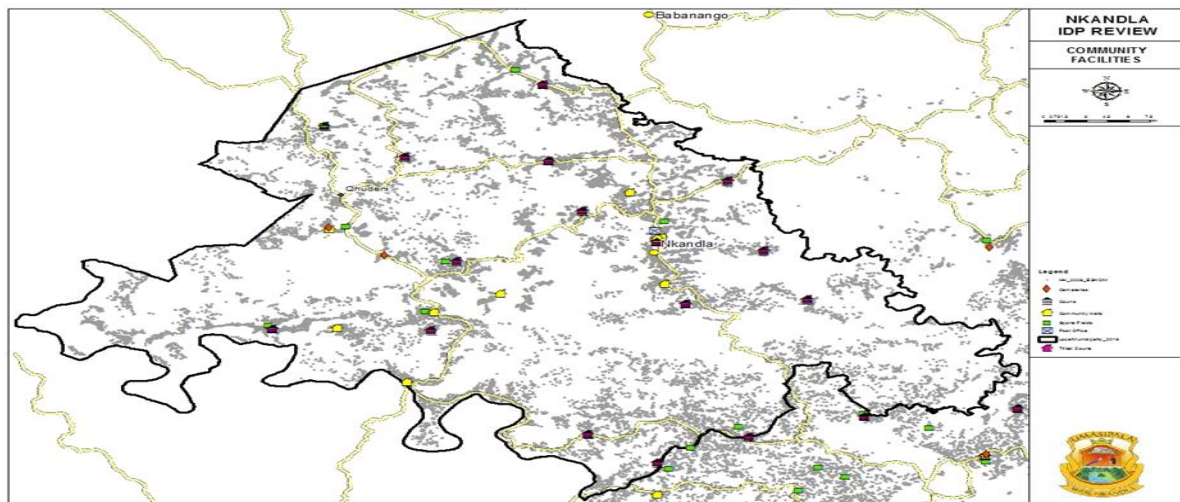 Babanango
NKANDLA
IDP REVIEW
COMMUNITY
FACILITIES
N
W E
S
Qhudeni
Nkandla
Legend
Cemeteries
Courts
Community Halls
Sports Fields
Post Office
Tribal Courts
UMASIPALA